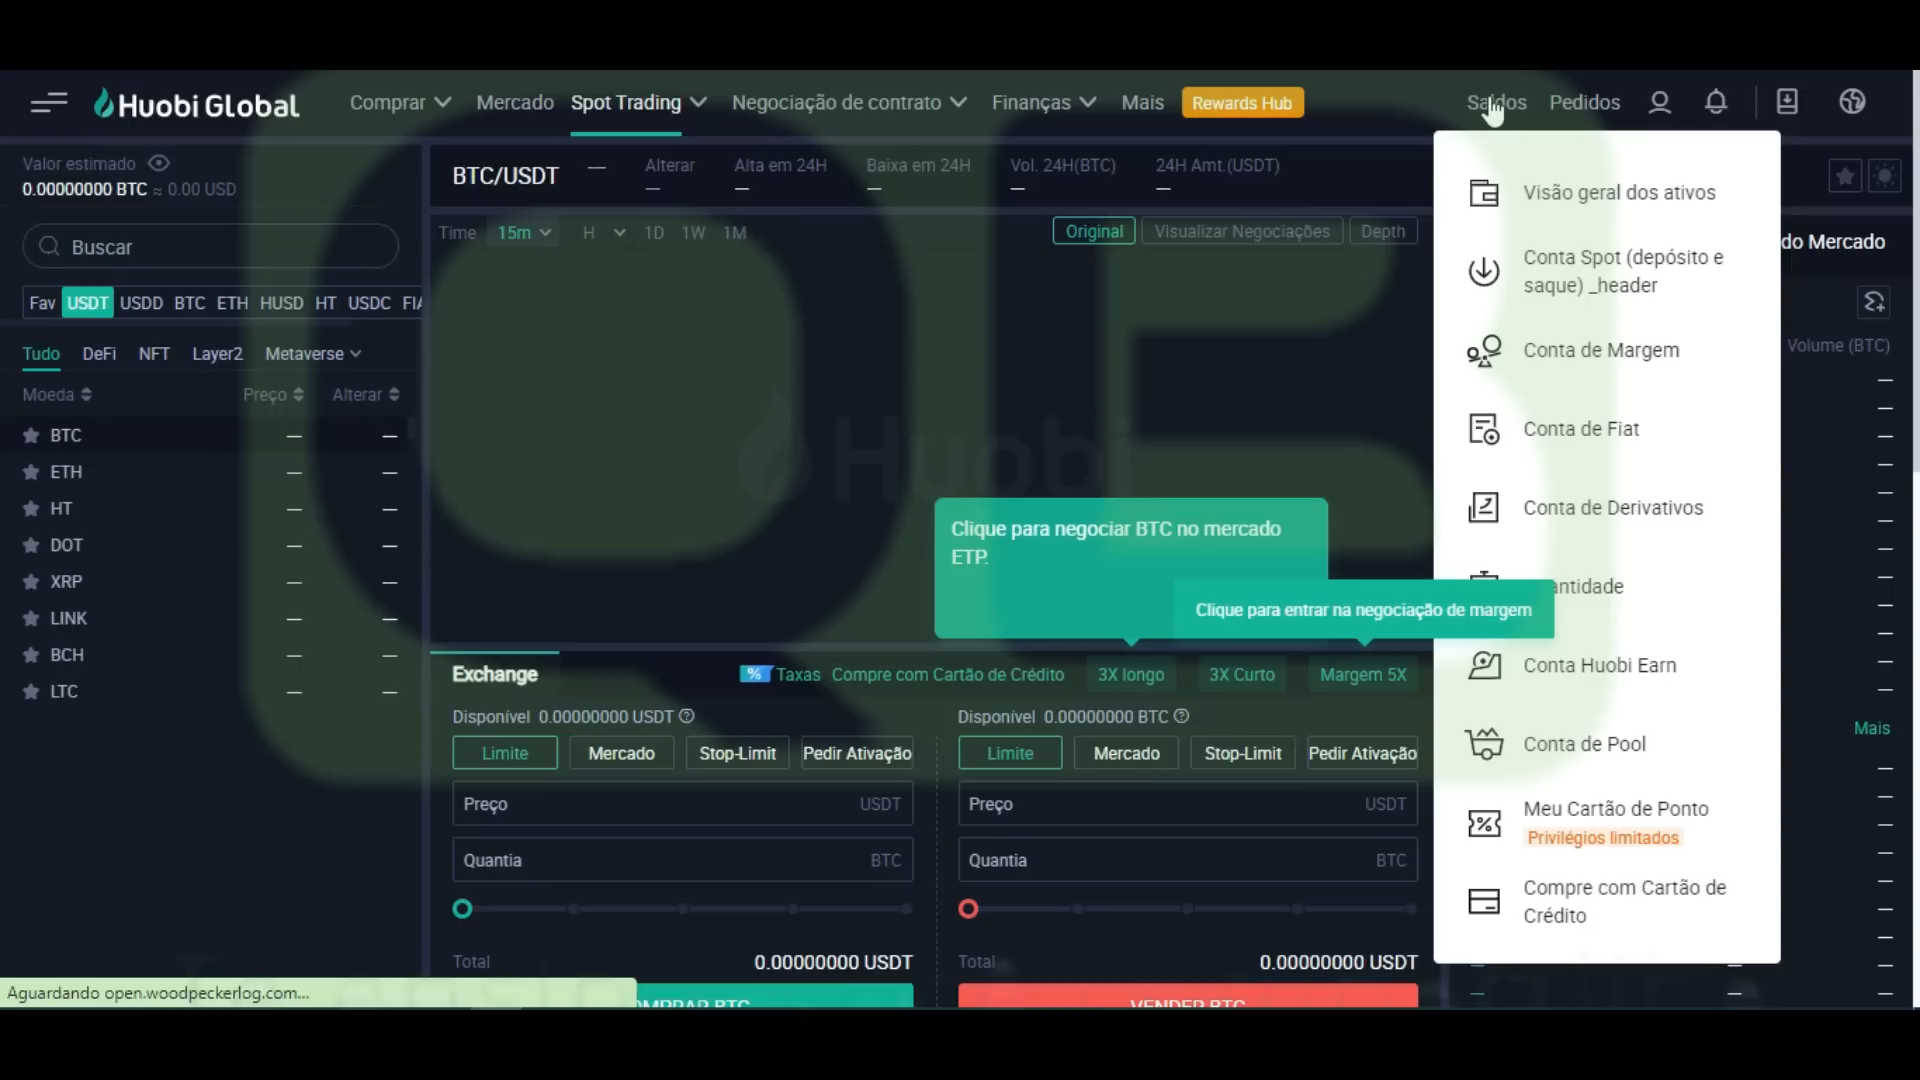 Huobi Global
Comprar
Mercado
Spot Trading
Negociação de contrato
Finanças
Mais
Rewards Hub
Saldos
Pedidos
Valor estimado
0.00000000 BTC ≈ 0.00 USD
Buscar
Fav USDT USDD BTC ETH HUSD HT USDC FIA
Tudo DeFi NFT Layer2 Metaverse
Moeda Preço Alterar
BTC — —
ETH — —
HT — —
DOT — —
XRP — —
LINK — —
BCH — —
LTC — —
BTC/USDT —
Alterar
—
Alta em 24H
—
Baixa em 24H
—
Vol. 24H(BTC)
—
24H Amt.(USDT)
—
Time 15m H 1D 1W 1M
Original Visualizar Negociações Depth
Huobi
Clique para negociar BTC no mercado
ETP.
Clique para entrar na negociação de margem
Exchange
% Taxas Compre com Cartão de Crédito 3X longo 3X Curto Margem 5X
Disponível 0.00000000 USDT
Limite Mercado Stop-Limit Pedir Ativação
Preço USDT
Quantia BTC
Total 0.00000000 USDT
OMPRAR BTC
Disponível 0.00000000 BTC
Limite Mercado Stop-Limit Pedir Ativação
Preço USDT
Quantia BTC
Total 0.00000000 USDT
VENDER BTC
Visão geral dos ativos
Conta Spot (depósito e
saque) _header
Conta de Margem
Conta de Fiat
Conta de Derivativos
antidade
Conta Huobi Earn
Conta de Pool
Meu Cartão de Ponto
Privilégios limitados
Compre com Cartão de
Crédito
do Mercado
Volume (BTC)
Mais
Aguardando open.woodpeckerlog.com...